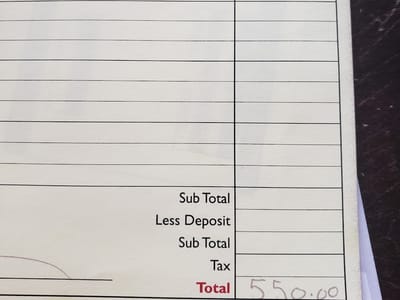 Sub Total
Less Deposit
Sub Total
Tax
Total 550.00